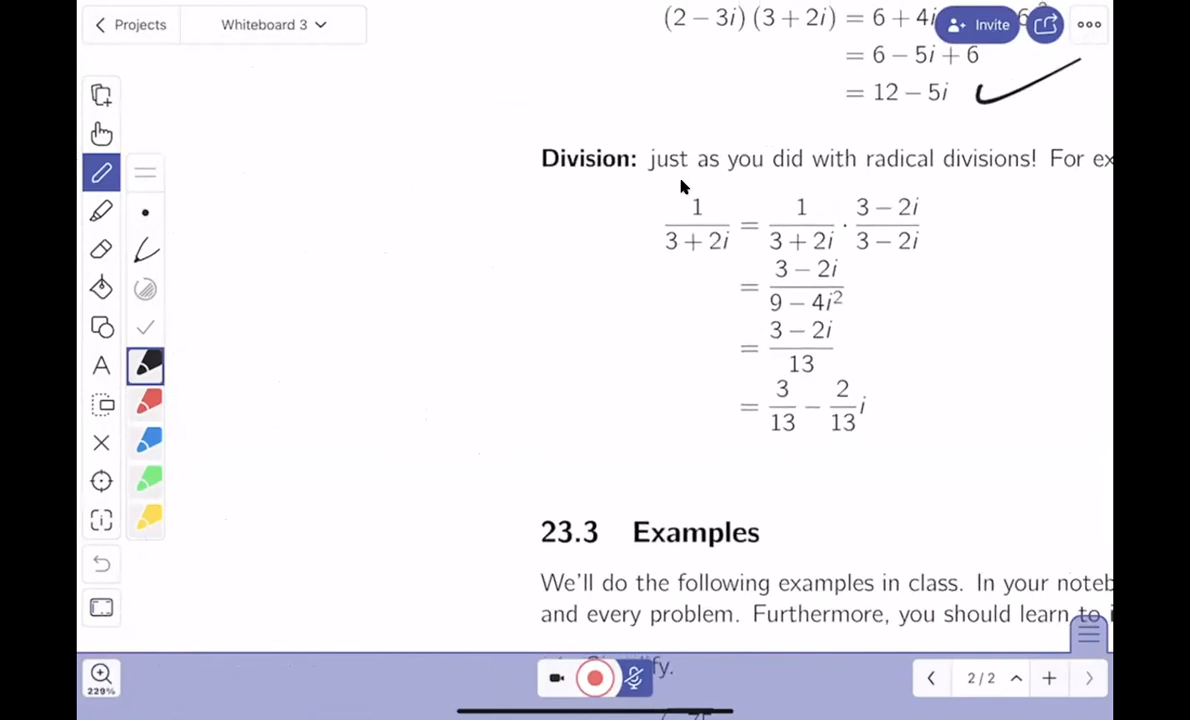 Projects
Whiteboard 3
Invite
(2 − 3i) (3 + 2i) = 6 + 4i
= 6 − 5i + 6
= 12 − 5i
Division: just as you did with radical divisions! For ex
1/(3 + 2i) = 1/(3 + 2i) · (3 − 2i)/(3 − 2i)
= (3 − 2i)/(9 − 4i²)
= (3 − 2i)/13
= 3/13 − 2/13 i
23.3 Examples
We'll do the following examples in class. In your noteb
and every problem. Furthermore, you should learn to i
229%
2/2